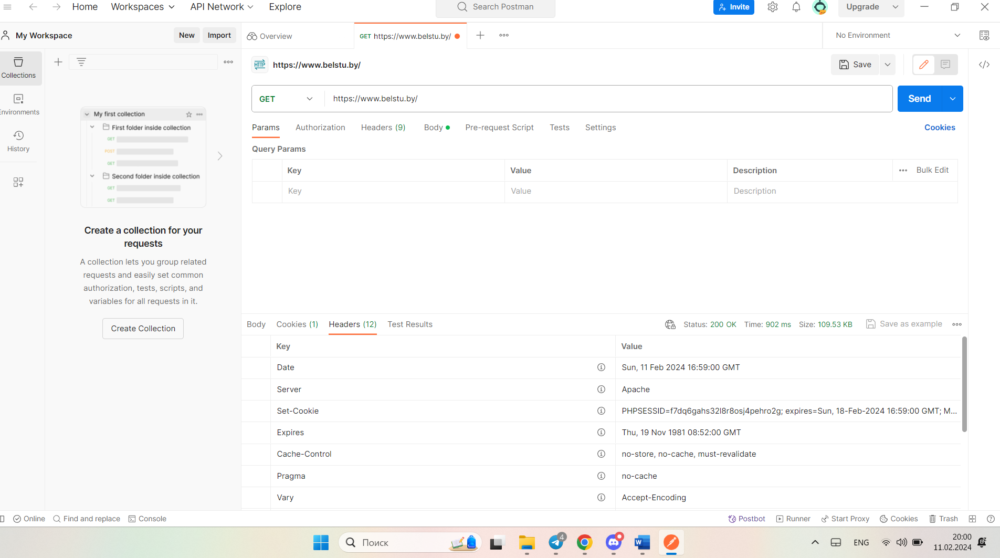 Home Workspaces API Network Explore Search Postman Invite Upgrade
My Workspace New Import Overview GET https://www.belstu.by/ No Environment
Collections
Environments
History
My first collection
First folder inside collection
GET
POST
GET
Second folder inside collection
GET
GET
Create a collection for your
requests
A collection lets you group related
requests and easily set common
authorization, tests, scripts, and
variables for all requests in it.
Create Collection
HTTP https://www.belstu.by/ Save
GET https://www.belstu.by/ Send
Params Authorization Headers (9) Body Pre-request Script Tests Settings Cookies
Query Params
Key Value Description Bulk Edit
Key Value Description
Body Cookies (1) Headers (12) Test Results Status: 200 OK Time: 902 ms Size: 109.53 KB Save as example
Key Value
Date Sun, 11 Feb 2024 16:59:00 GMT
Server Apache
Set-Cookie PHPSESSID=f7dq6gahs32l8r8osj4pehro2g; expires=Sun, 18-Feb-2024 16:59:00 GMT; M...
Expires Thu, 19 Nov 1981 08:52:00 GMT
Cache-Control no-store, no-cache, must-revalidate
Pragma no-cache
Vary Accept-Encoding
Online Find and replace Console Postbot Runner Start Proxy Cookies Trash
Поиск 4 ENG 20:00
11.02.2024